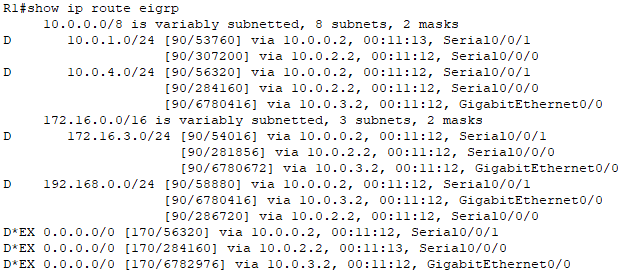 R1#show ip route eigrp
     10.0.0.0/8 is variably subnetted, 8 subnets, 2 masks
D       10.0.1.0/24 [90/53760] via 10.0.0.2, 00:11:13, Serial0/0/1
                    [90/307200] via 10.0.2.2, 00:11:12, Serial0/0/0
D       10.0.4.0/24 [90/56320] via 10.0.0.2, 00:11:12, Serial0/0/1
                    [90/284160] via 10.0.2.2, 00:11:12, Serial0/0/0
                    [90/6780416] via 10.0.3.2, 00:11:12, GigabitEthernet0/0
     172.16.0.0/16 is variably subnetted, 3 subnets, 2 masks
D       172.16.3.0/24 [90/54016] via 10.0.0.2, 00:11:12, Serial0/0/1
                      [90/281856] via 10.0.2.2, 00:11:12, Serial0/0/0
                      [90/6780672] via 10.0.3.2, 00:11:12, GigabitEthernet0/0
D    192.168.0.0/24 [90/58880] via 10.0.0.2, 00:11:12, Serial0/0/1
                    [90/6780416] via 10.0.3.2, 00:11:12, GigabitEthernet0/0
                    [90/286720] via 10.0.2.2, 00:11:12, Serial0/0/0
D*EX 0.0.0.0/0 [170/56320] via 10.0.0.2, 00:11:12, Serial0/0/1
D*EX 0.0.0.0/0 [170/284160] via 10.0.2.2, 00:11:13, Serial0/0/0
D*EX 0.0.0.0/0 [170/6782976] via 10.0.3.2, 00:11:12, GigabitEthernet0/0